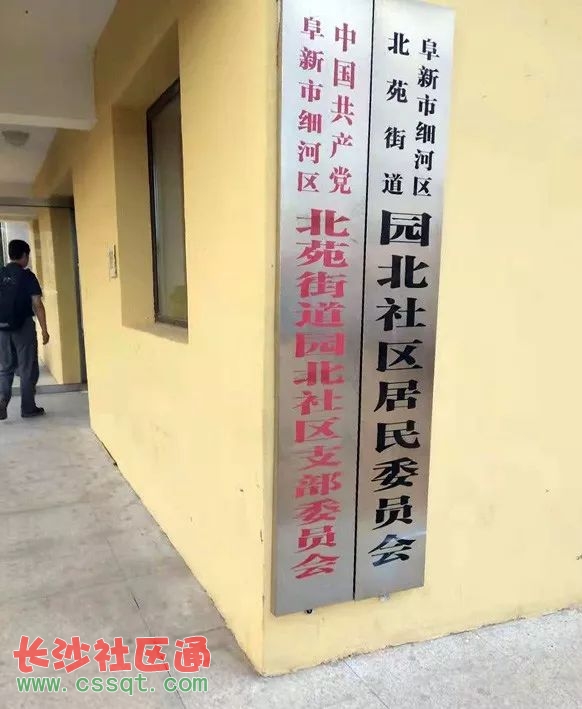 阜新市细河区
北苑街道
园北社区居民委员会
中国共产党
阜新市细河区
北苑街道园北社区支部委员会
长沙社区通
www.cssqt.com